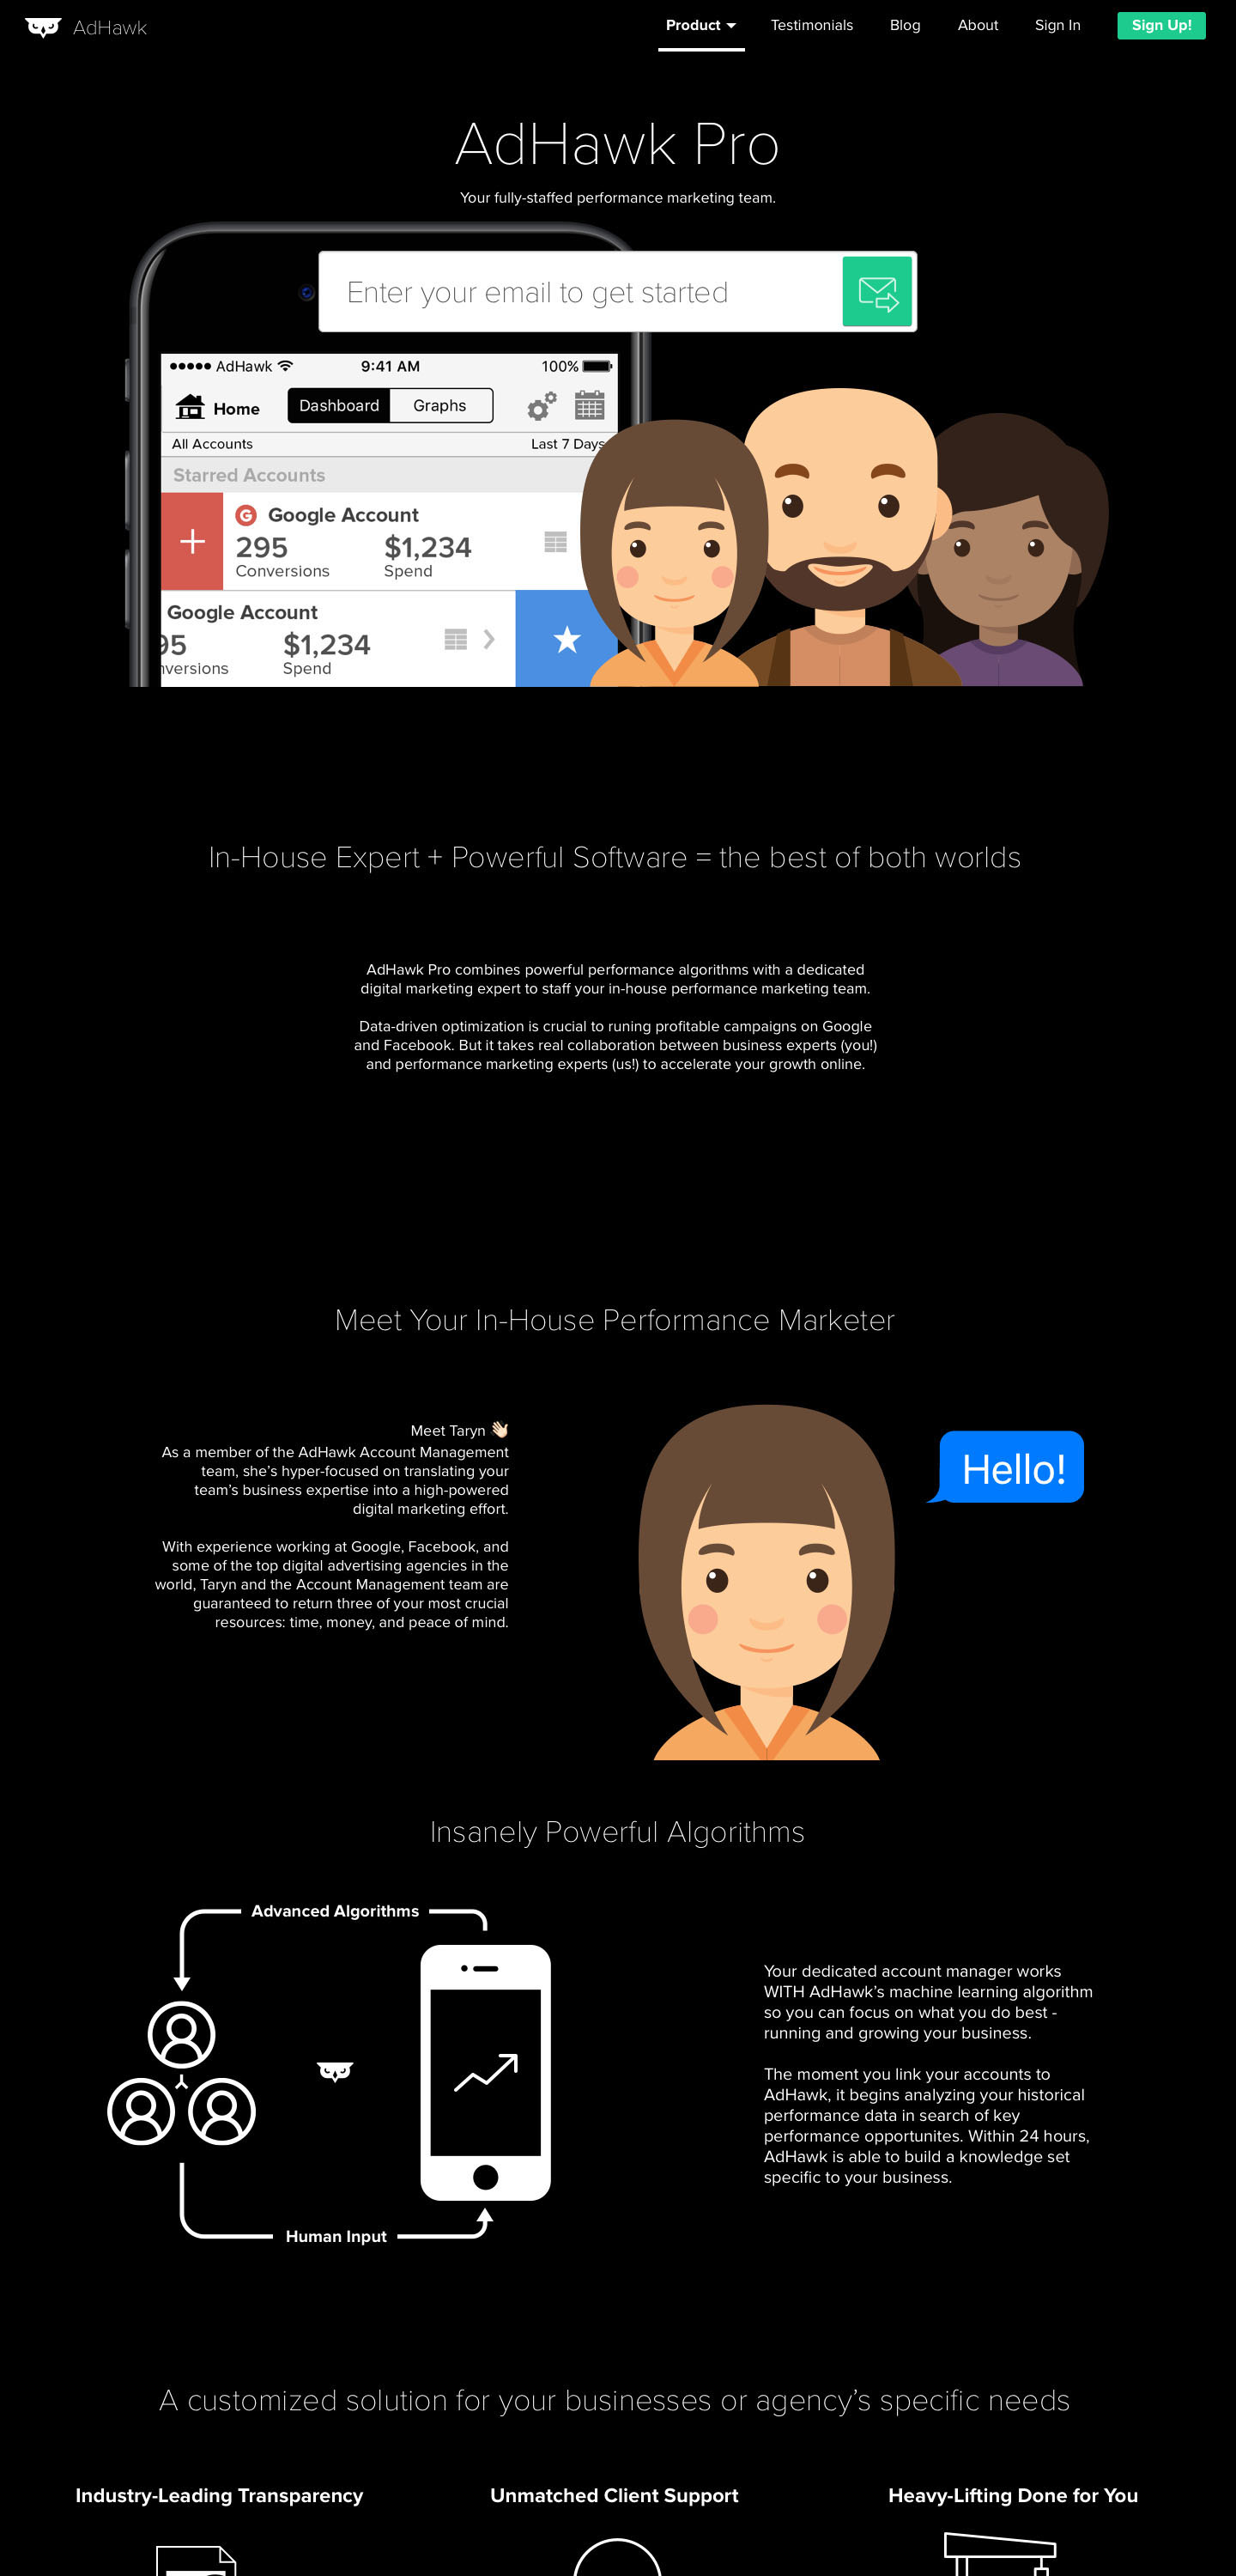 AdHawk
Product
Testimonials
Blog
About
Sign In
Sign Up!
AdHawk Pro
Your fully-staffed performance marketing team.
Enter your email to get started
AdHawk
9:41 AM
100%
Home
Dashboard
Graphs
All Accounts
Last 7 Days
Starred Accounts
G Google Account
295
$1,234
Conversions
Spend
Google Account
95
$1,234
nversions
Spend
In-House Expert + Powerful Software = the best of both worlds
AdHawk Pro combines powerful performance algorithms with a dedicated
digital marketing expert to staff your in-house performance marketing team.
Data-driven optimization is crucial to runing profitable campaigns on Google
and Facebook. But it takes real collaboration between business experts (you!)
and performance marketing experts (us!) to accelerate your growth online.
Meet Your In-House Performance Marketer
Meet Taryn 👋🏻
As a member of the AdHawk Account Management
team, she’s hyper-focused on translating your
team’s business expertise into a high-powered
digital marketing effort.
With experience working at Google, Facebook, and
some of the top digital advertising agencies in the
world, Taryn and the Account Management team are
guaranteed to return three of your most crucial
resources: time, money, and peace of mind.
Hello!
Insanely Powerful Algorithms
Advanced Algorithms
Human Input
Your dedicated account manager works
WITH AdHawk’s machine learning algorithm
so you can focus on what you do best -
running and growing your business.
The moment you link your accounts to
AdHawk, it begins analyzing your historical
performance data in search of key
performance opportunites. Within 24 hours,
AdHawk is able to build a knowledge set
specific to your business.
A customized solution for your businesses or agency’s specific needs
Industry-Leading Transparency
Unmatched Client Support
Heavy-Lifting Done for You